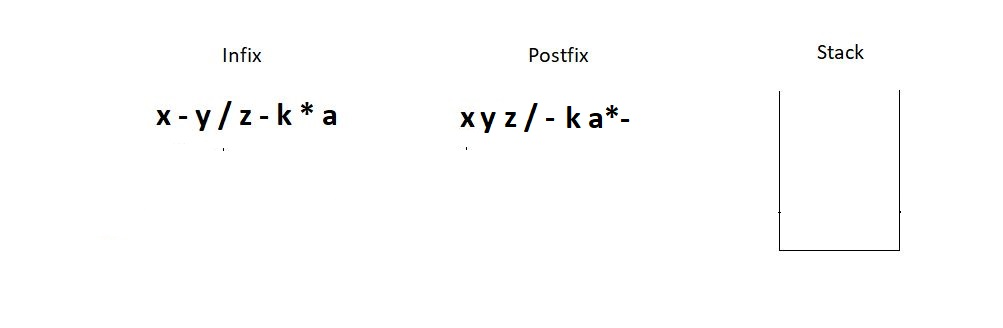 Infix
Postfix
Stack
x - y / z - k * a
x y z / - k a*-